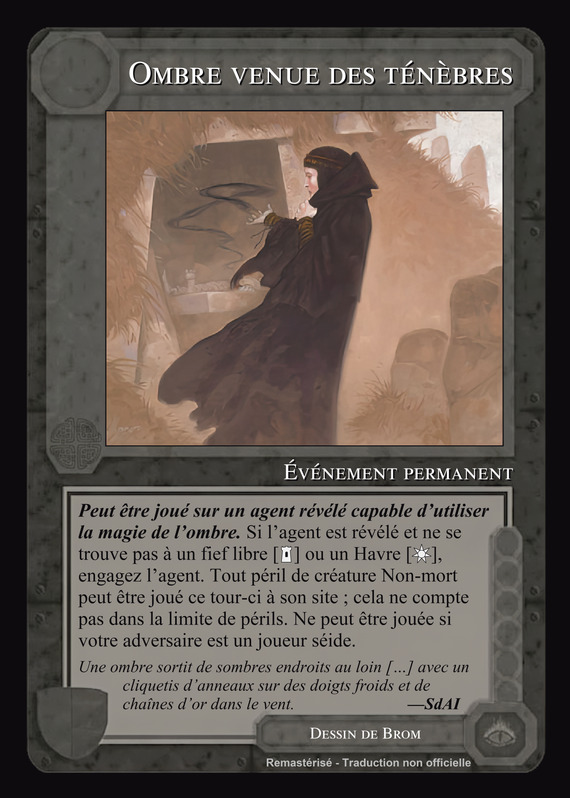 Ombre venue des ténèbres
Événement permanent
Peut être joué sur un agent révélé capable d’utiliser
la magie de l’ombre. Si l’agent est révélé et ne se
trouve pas à un fief libre [] ou un Havre [],
engagez l’agent. Tout péril de créature Non-mort
peut être joué ce tour-ci à son site ; cela ne compte
pas dans la limite de périls. Ne peut être jouée si
votre adversaire est un joueur séide.
Une ombre sortit de sombres endroits au loin [...] avec un
cliquetis d’anneaux sur des doigts froids et de
chaînes d’or dans le vent. —SdAI
Dessin de Brom
Remastérisé - Traduction non officielle